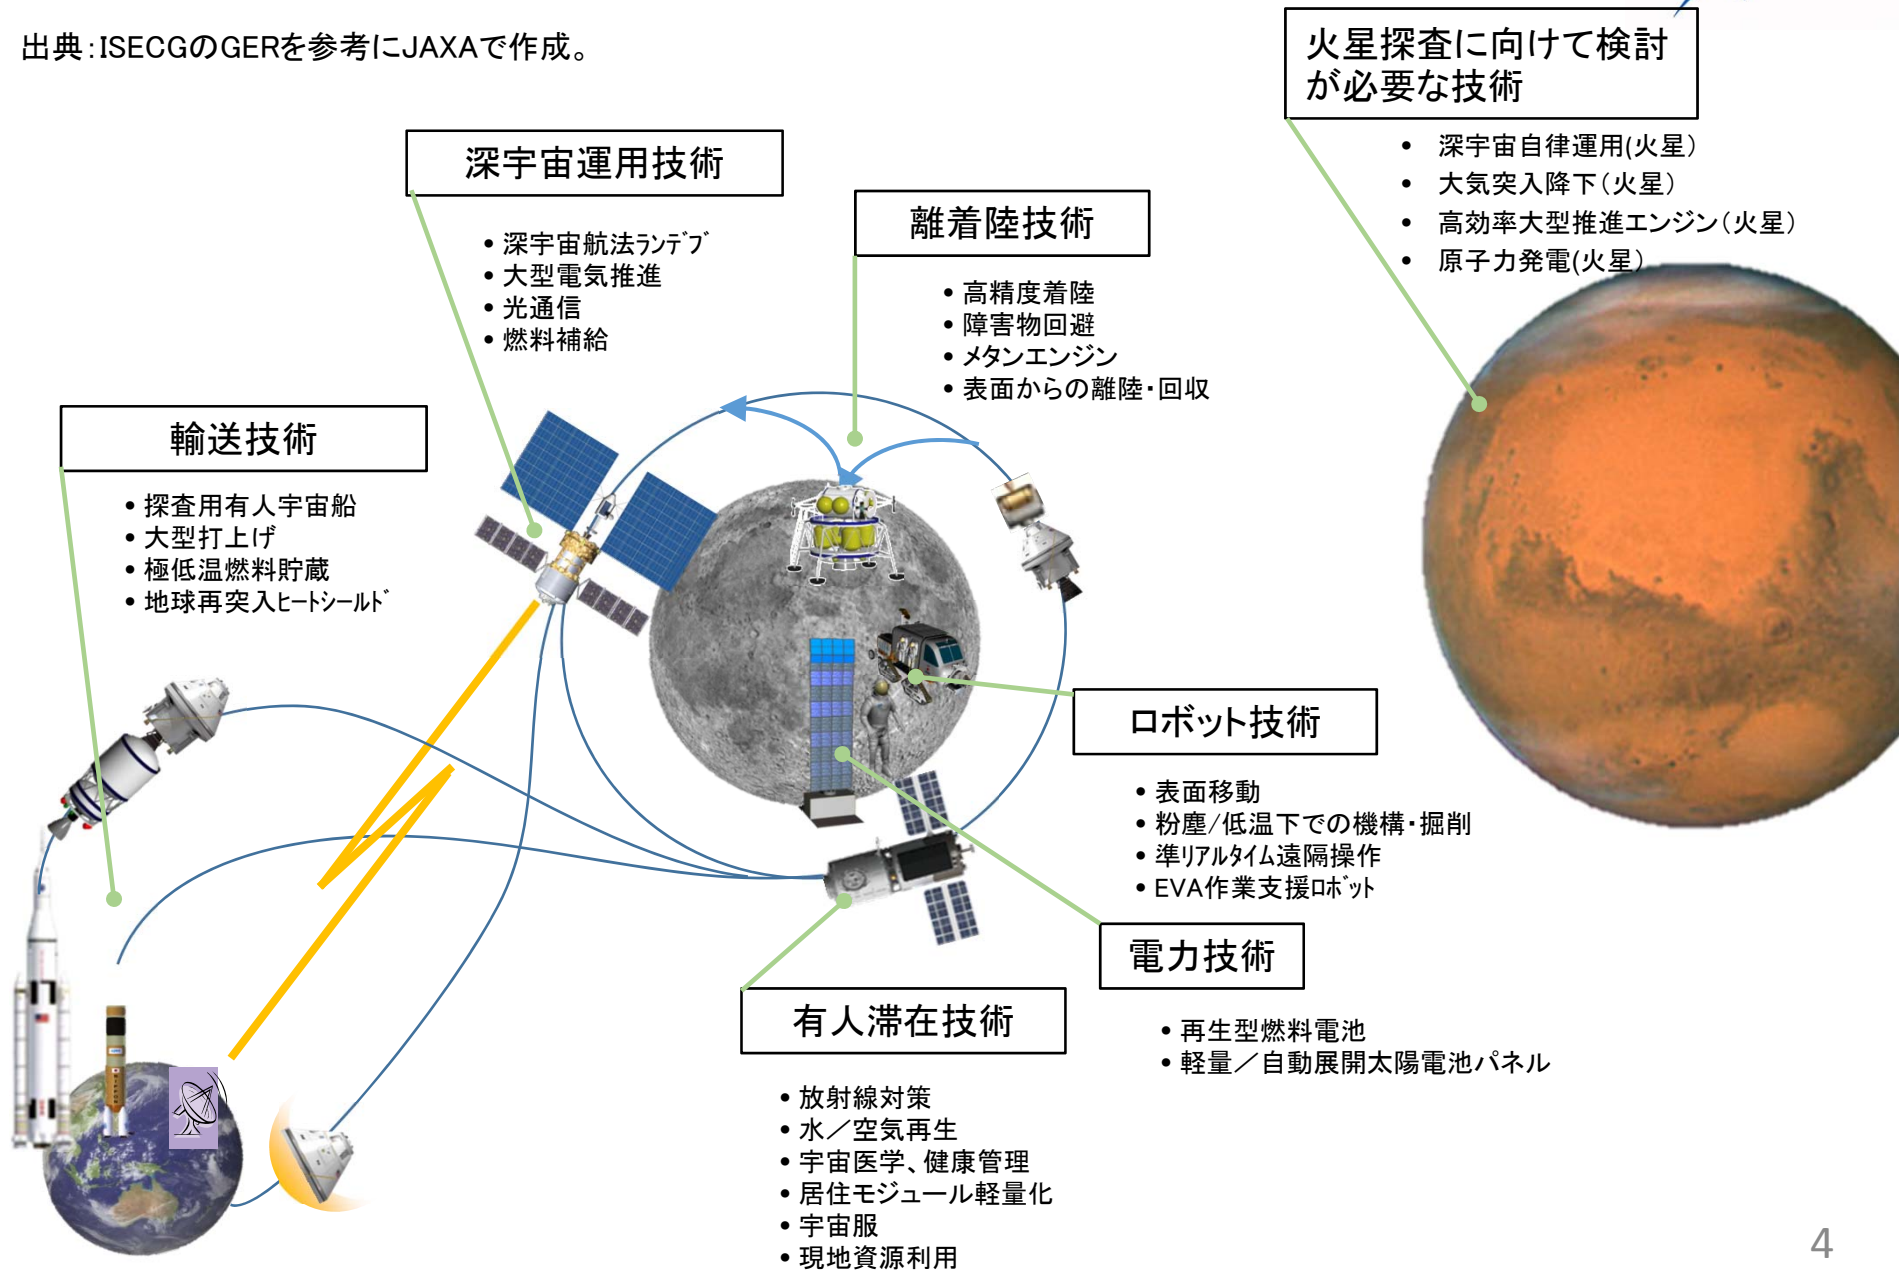 出典：ISECGのGERを参考にJAXAで作成。
火星探査に向けて検討
が必要な技術
• 深宇宙自律運用(火星）
• 大気突入降下（火星）
• 高効率大型推進エンジン（火星）
• 原子力発電(火星）
深宇宙運用技術
• 深宇宙航法ﾗﾝﾃﾞﾌﾞ
• 大型電気推進
• 光通信
• 燃料補給
離着陸技術
• 高精度着陸
• 障害物回避
• メタンエンジン
• 表面からの離陸・回収
輸送技術
• 探査用有人宇宙船
• 大型打上げ
• 極低温燃料貯蔵
• 地球再突入ﾋｰﾄｼｰﾙﾄﾞ
ロボット技術
• 表面移動
• 粉塵/低温下での機構・掘削
• 準ﾘｱﾙﾀｲﾑ遠隔操作
• EVA作業支援ﾛﾎﾞｯﾄ
電力技術
• 再生型燃料電池
• 軽量／自動展開太陽電池パネル
有人滞在技術
• 放射線対策
• 水／空気再生
• 宇宙医学、健康管理
• 居住モジュール軽量化
• 宇宙服
• 現地資源利用
NIPPON
4